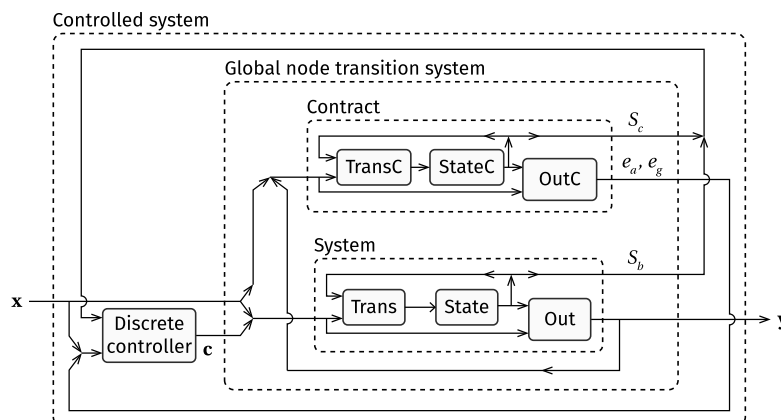 Controlled system
Global node transition system
Contract
S_c
TransC
StateC
OutC
e_a, e_g
System
S_b
x
Trans
State
Out
y
Discrete
controller
c